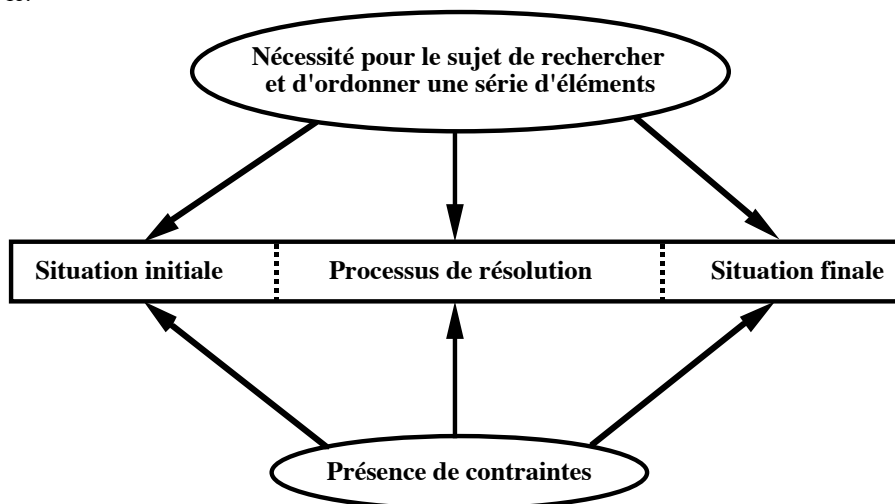 Nécessité pour le sujet de rechercher
et d'ordonner une série d'éléments
Situation initiale
Processus de résolution
Situation finale
Présence de contraintes